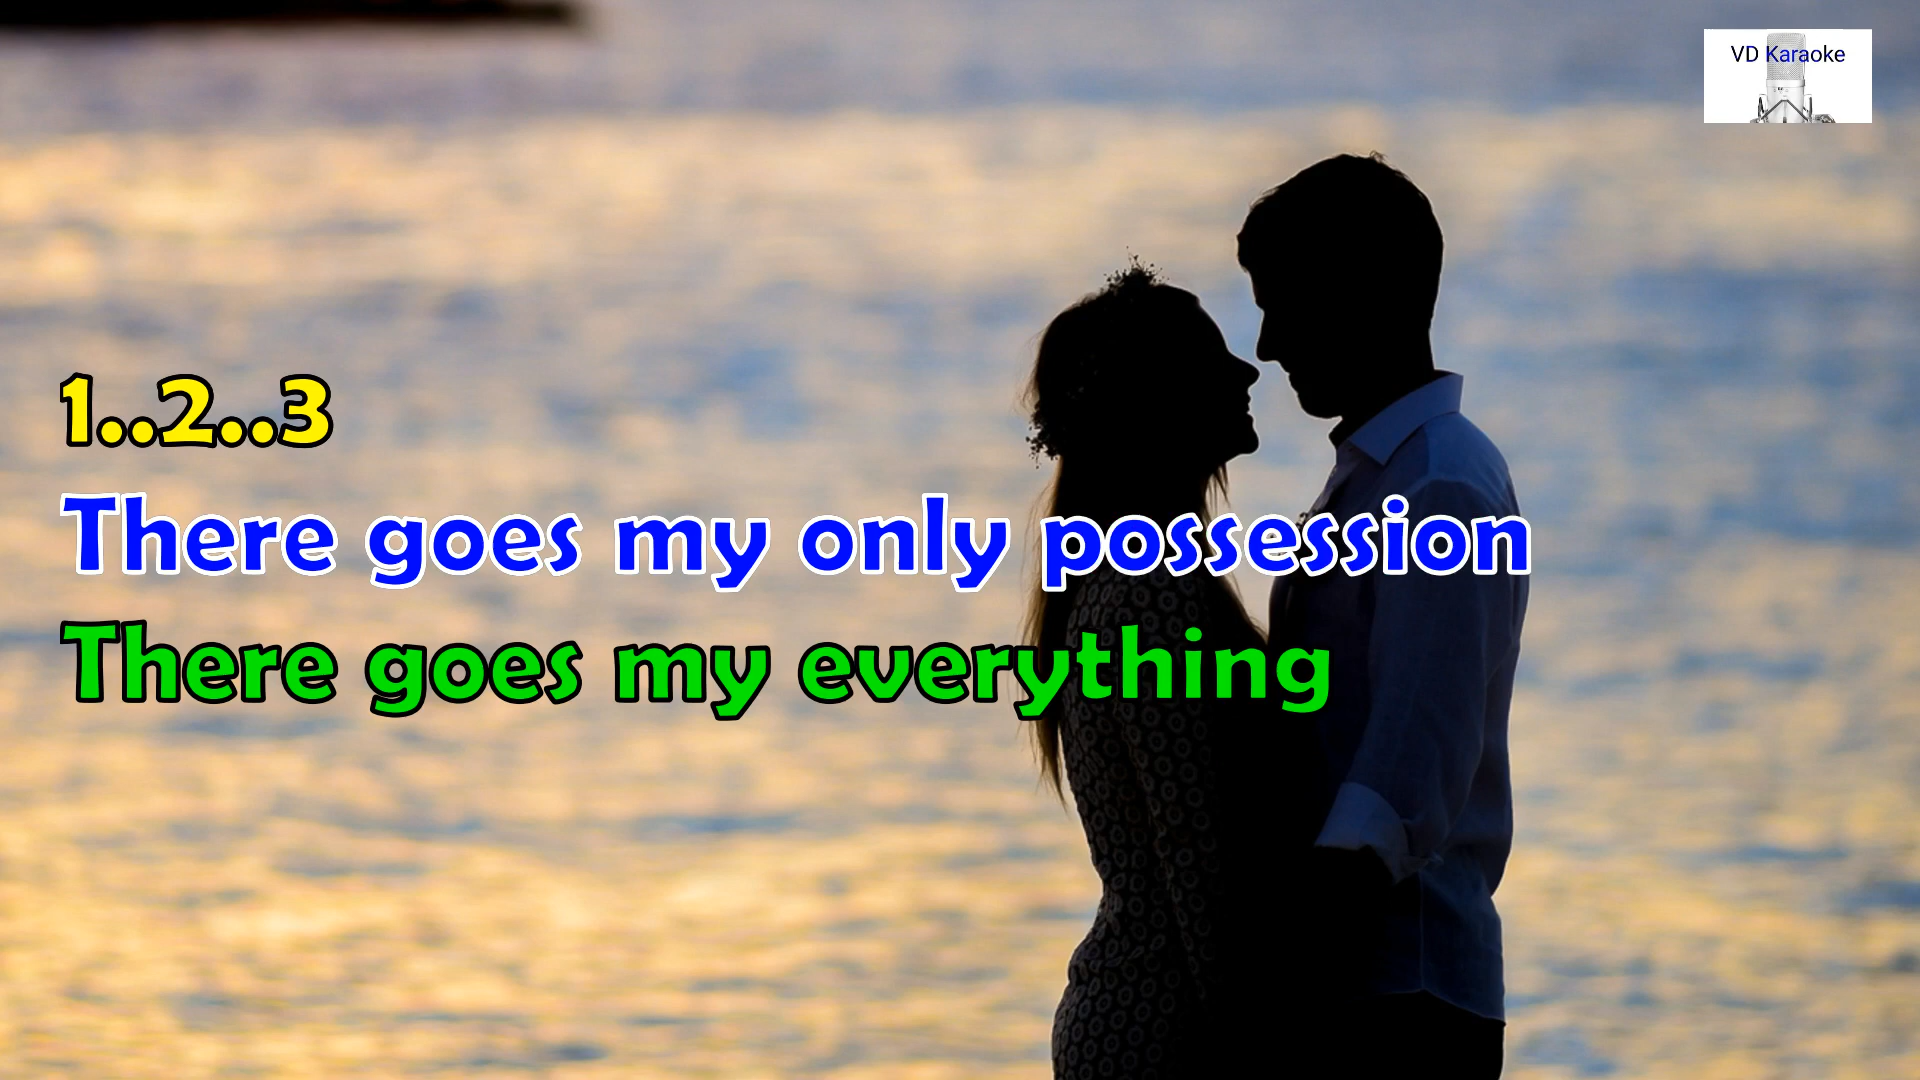 VD Karaoke
1..2..3
There goes my only possession
There goes my everything